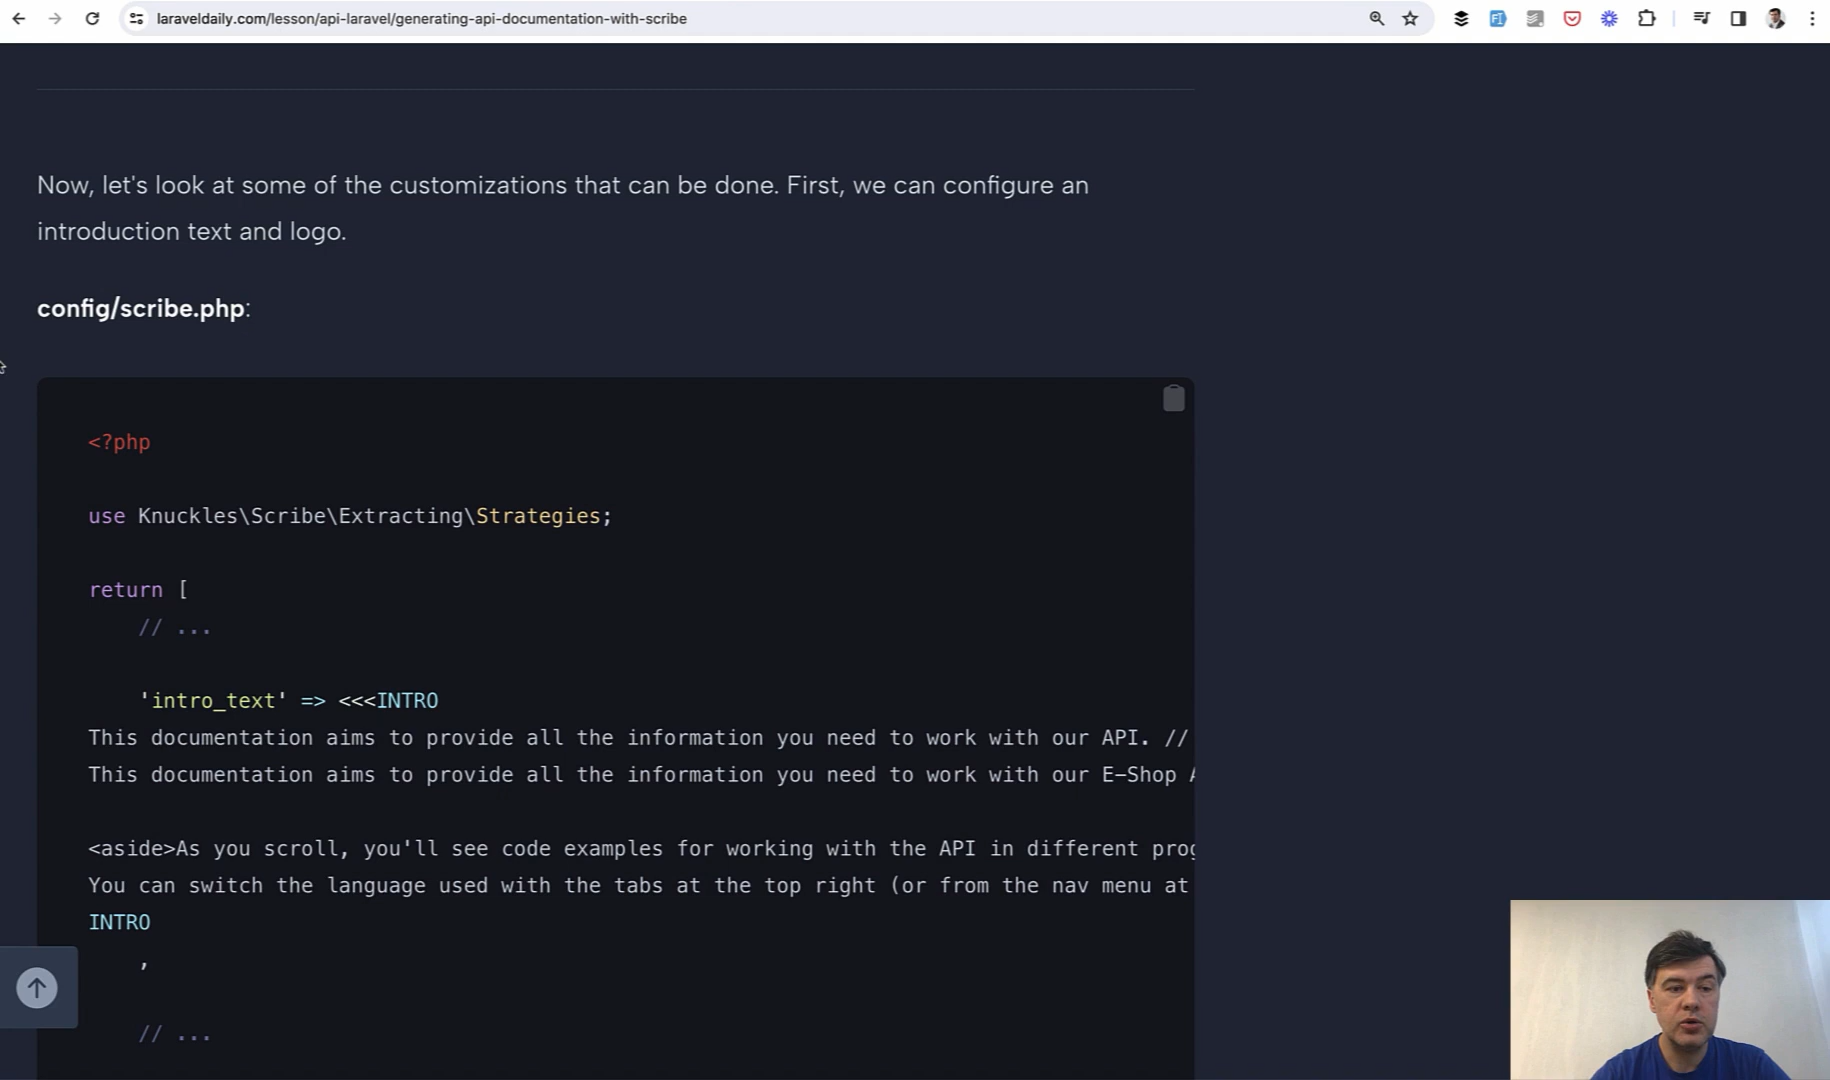 laraveldaily.com/lesson/api-laravel/generating-api-documentation-with-scribe
Now, let's look at some of the customizations that can be done. First, we can configure an
introduction text and logo.
config/scribe.php:
<?php
use Knuckles\Scribe\Extracting\Strategies;
return [
// ...
'intro_text' => <<<INTRO
This documentation aims to provide all the information you need to work with our API. //
This documentation aims to provide all the information you need to work with our E-Shop
<aside>As you scroll, you'll see code examples for working with the API in different
You can switch the language used with the tabs at the top right (or from the nav menu at
INTRO
,
// ...